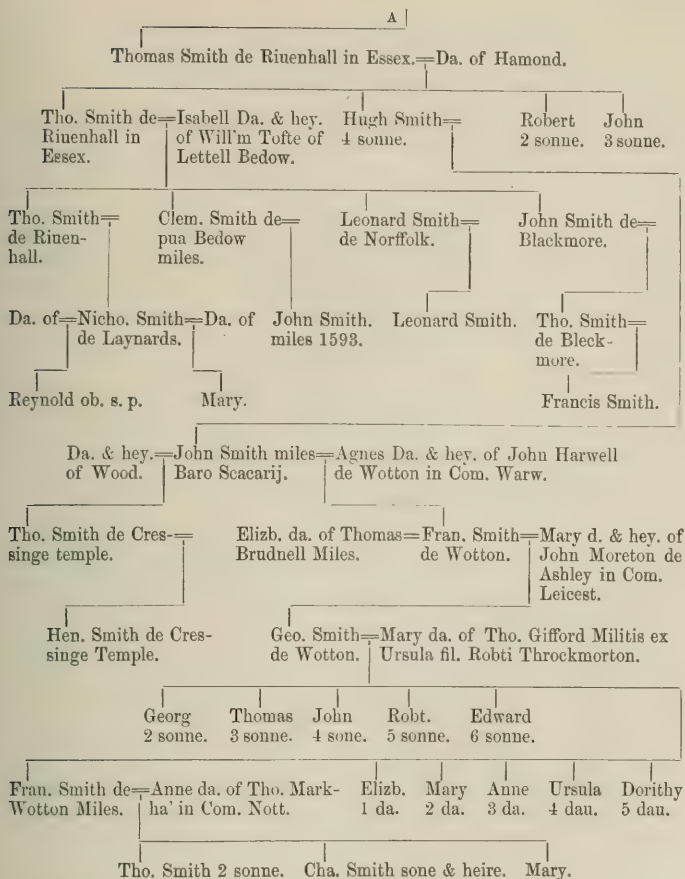 A
Thomas Smith de Riuenhall in Essex.=Da. of Hamond.
Tho. Smith de=Isabell Da. & hey. Hugh Smith= Robert John
Riuenhall in of Will'm Tofte of 4 sonne. 2 sonne. 3 sonne.
Essex. Lettell Bedow.
Tho. Smith= Clem. Smith de= Leonard Smith= John Smith de=
de Riuen- pua Bedow de Norffolk. Blackmore.
hall. miles.
Da. of=Nicho. Smith=Da. of John Smith. Leonard Smith. Tho. Smith=
de Laynards. miles 1593. de Bleck-
more.
Reynold ob. s. p. Mary. Francis Smith.
Da. & hey.=John Smith miles=Agnes Da. & hey. of John Harwell
of Wood. Baro Scacarij. de Wotton in Com. Warw.
Tho. Smith de Cres-= Elizb. da. of Thomas=Fran. Smith=Mary d. & hey. of
singe temple. Brudnell Miles. de Wotton. John Moreton de
Ashley in Com.
Leicest.
Hen. Smith de Cres- Geo. Smith=Mary da. of Tho. Gifford Militis ex
singe Temple. de Wotton. Ursula fil. Robti Throckmorton.
Georg Thomas John Robt. Edward
2 sonne. 3 sonne. 4 sone. 5 sonne. 6 sonne.
Fran. Smith de=Anne da. of Tho. Mark- Elizb. Mary Anne Ursula Dorithy
Wotton Miles. ha' in Com. Nott. 1 da. 2 da. 3 da. 4 dau. 5 dau.
Tho. Smith 2 sonne. Cha. Smith sone & heire. Mary.